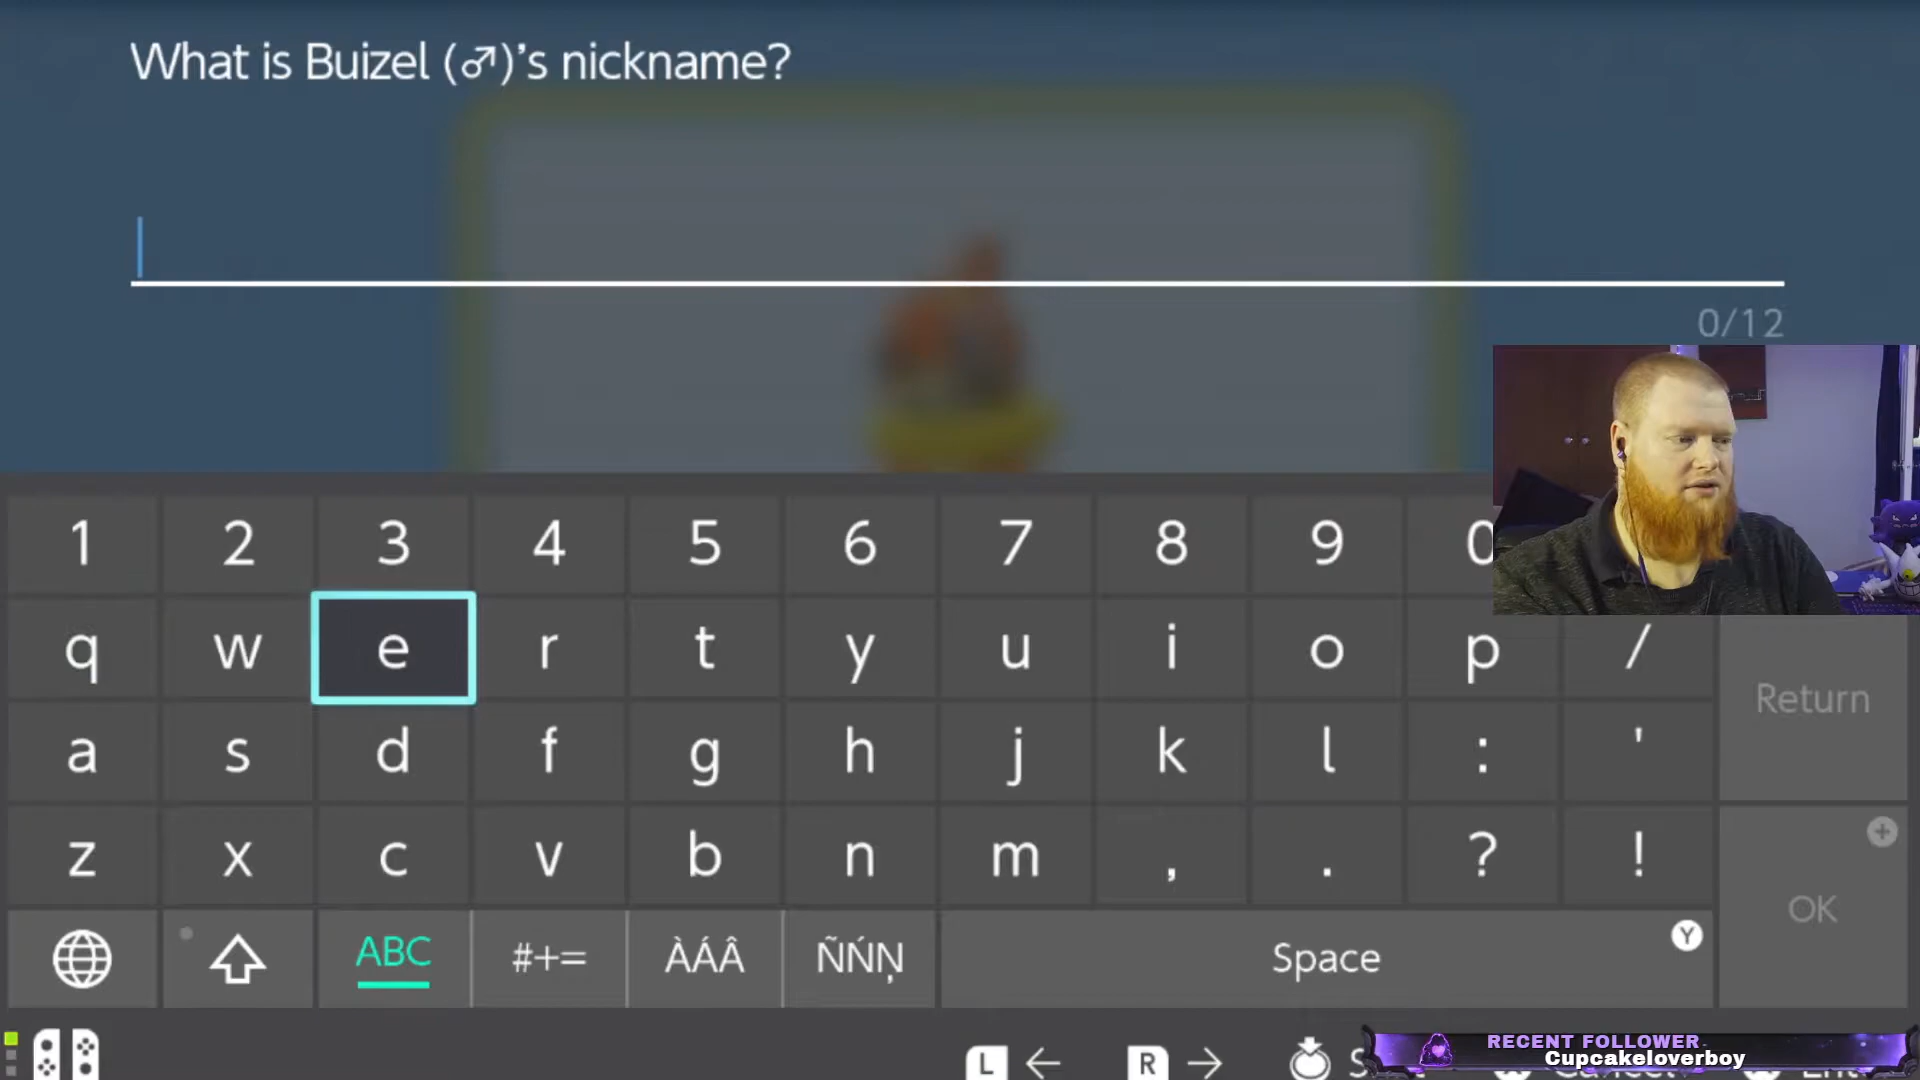 What is Buizel (♂)'s nickname?
0/12
1 2 3 4 5 6 7 8 9 0
q w e r t y u i o p /
Return
a s d f g h j k l : '
z x c v b n m , . ? !
OK
ABC #+= ÀÁÂ ÑŃŅ Space Y
L ← R →
RECENT FOLLOWER
Cupcakeloverboy